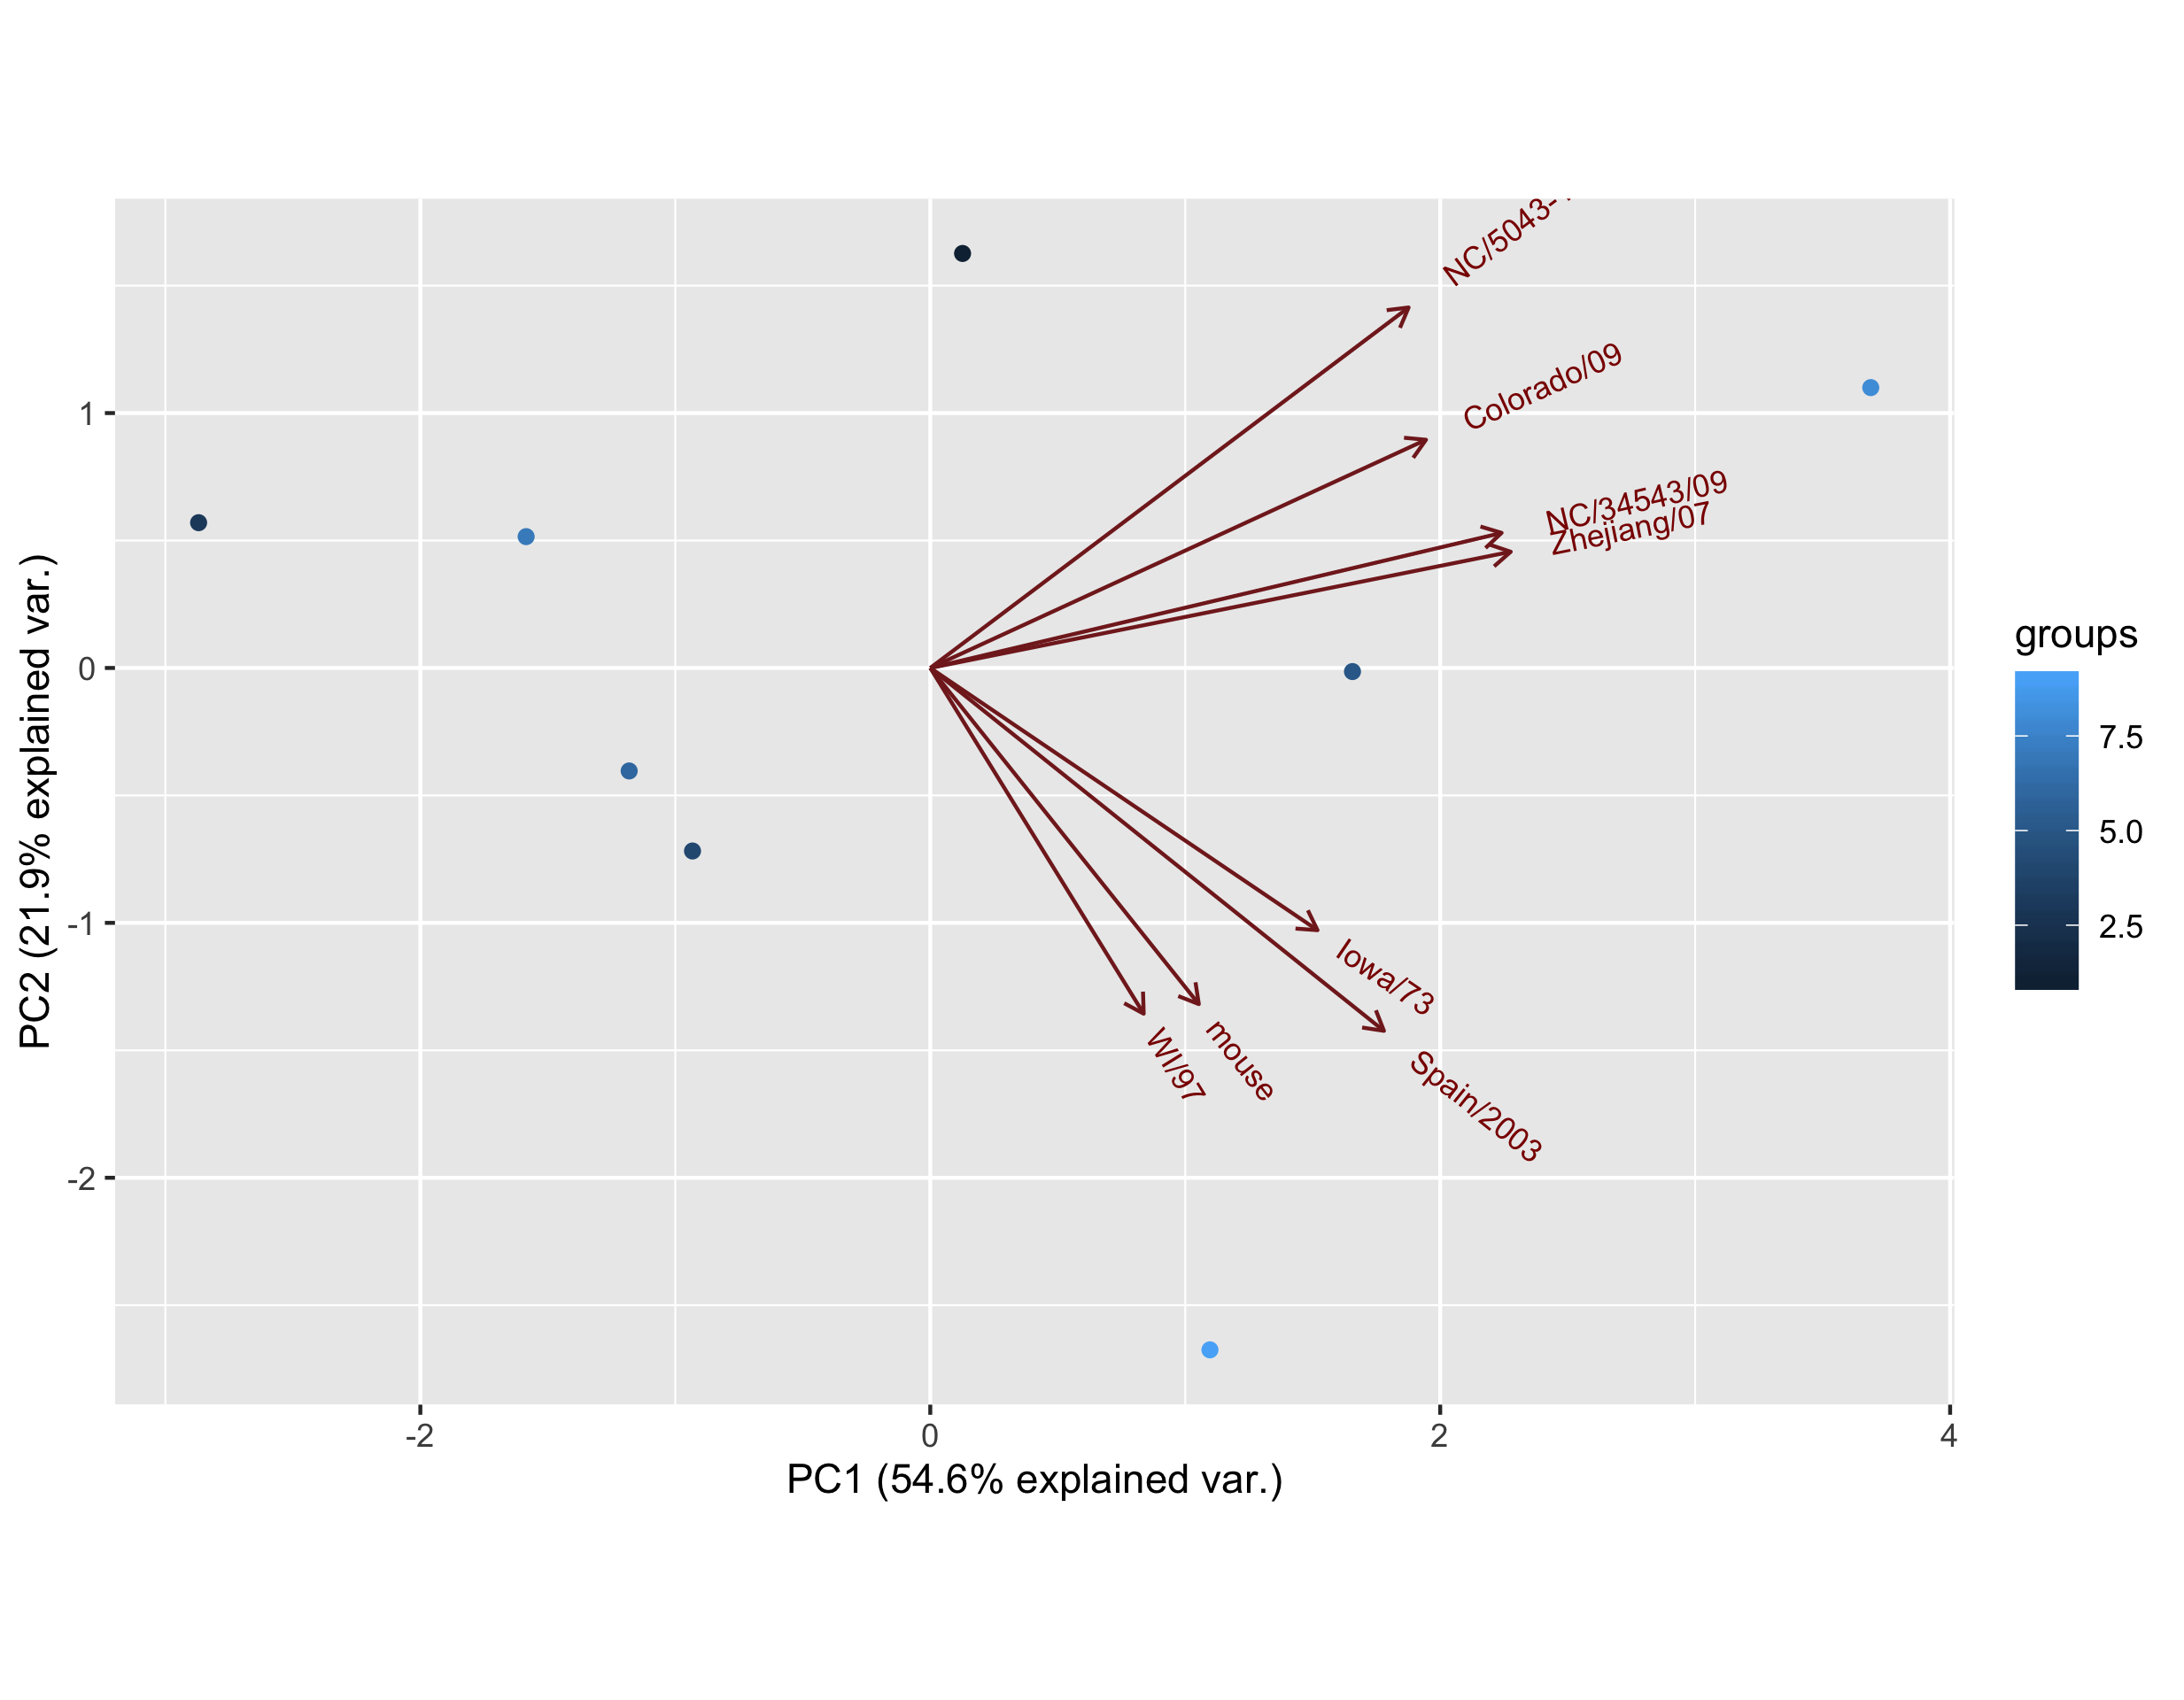 NC/5043-
Colorado/09
NC/34543/09
Zhejiang/07
Iowa/73
mouse
WI/97
Spain/2003
1
0
-1
-2
-2
0
2
4
PC1 (54.6% explained var.)
PC2 (21.9% explained var.)
groups
7.5
5.0
2.5